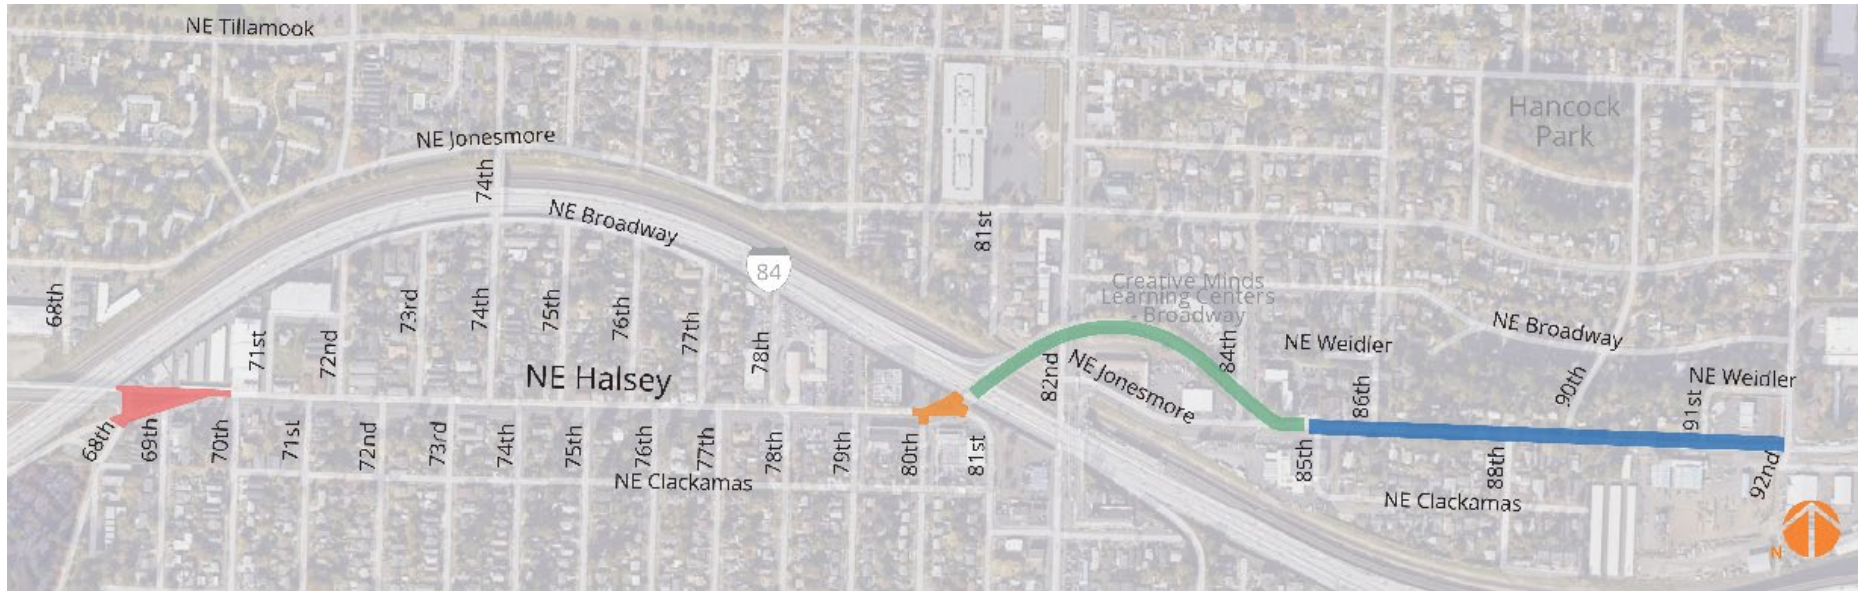 NE Tillamook
NE Jonesmore
74th
NE Broadway
84
81st
Hancock
Park
Creative Minds
Learning Centers
Broadway
68th
73rd
74th
75th
76th
77th
78th
71st
72nd
NE Halsey
82nd
NE Jonesmore
84th
NE Weidler
NE Broadway
86th
90th
91st
NE Weidler
68th
69th
70th
71st
72nd
73rd
74th
75th
76th
77th
78th
79th
80th
81st
85th
88th
92nd
NE Clackamas
NE Clackamas
N